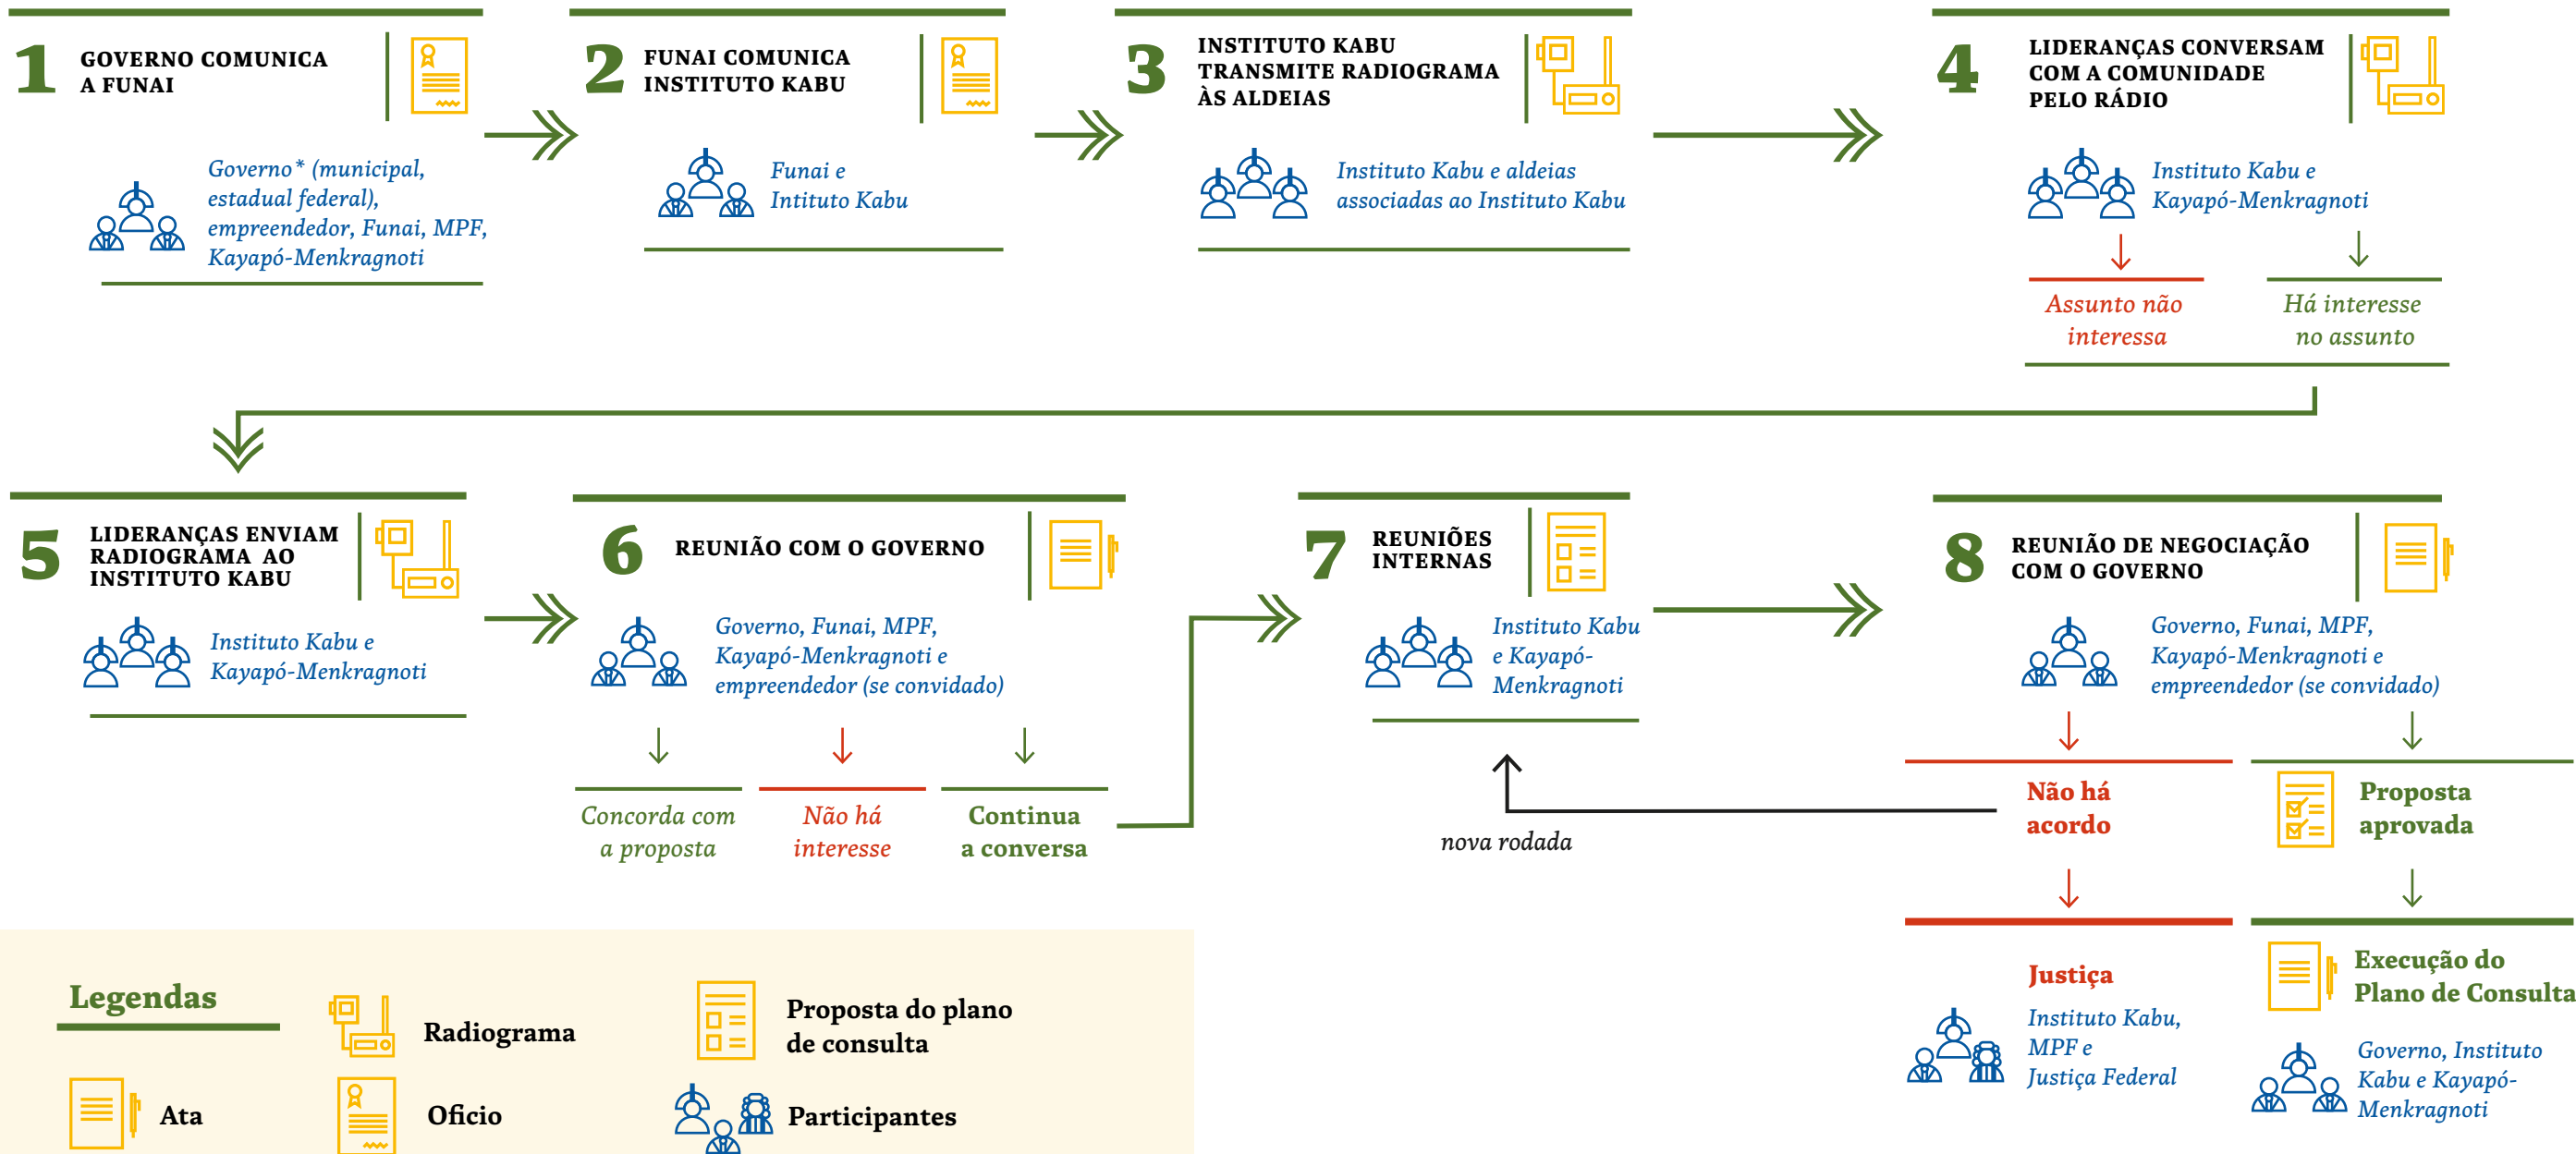 1
GOVERNO COMUNICA
A FUNAI
Governo* (municipal,
estadual federal),
empreendedor, Funai, MPF,
Kayapó-Menkragnoti
2
FUNAI COMUNICA
INSTITUTO KABU
Funai e
Intituto Kabu
3
INSTITUTO KABU
TRANSMITE RADIOGRAMA
ÀS ALDEIAS
Instituto Kabu e aldeias
associadas ao Instituto Kabu
4
LIDERANÇAS CONVERSAM
COM A COMUNIDADE
PELO RÁDIO
Instituto Kabu e
Kayapó-Menkragnoti
Assunto não
interessa
Há interesse
no assunto
5
LIDERANÇAS ENVIAM
RADIOGRAMA AO
INSTITUTO KABU
Instituto Kabu e
Kayapó-Menkragnoti
6
REUNIÃO COM O GOVERNO
Governo, Funai, MPF,
Kayapó-Menkragnoti e
empreendedor (se convidado)
Concorda com
a proposta
Não há
interesse
Continua
a conversa
7
REUNIÕES
INTERNAS
Instituto Kabu
e Kayapó-
Menkragnoti
nova rodada
8
REUNIÃO DE NEGOCIAÇÃO
COM O GOVERNO
Governo, Funai, MPF,
Kayapó-Menkragnoti e
empreendedor (se convidado)
Não há
acordo
Proposta
aprovada
Justiça
Instituto Kabu,
MPF e
Justiça Federal
Execução do
Plano de Consulta
Governo, Instituto
Kabu e Kayapó-
Menkragnoti
Legendas
Radiograma
Proposta do plano
de consulta
Ata
Oficio
Participantes